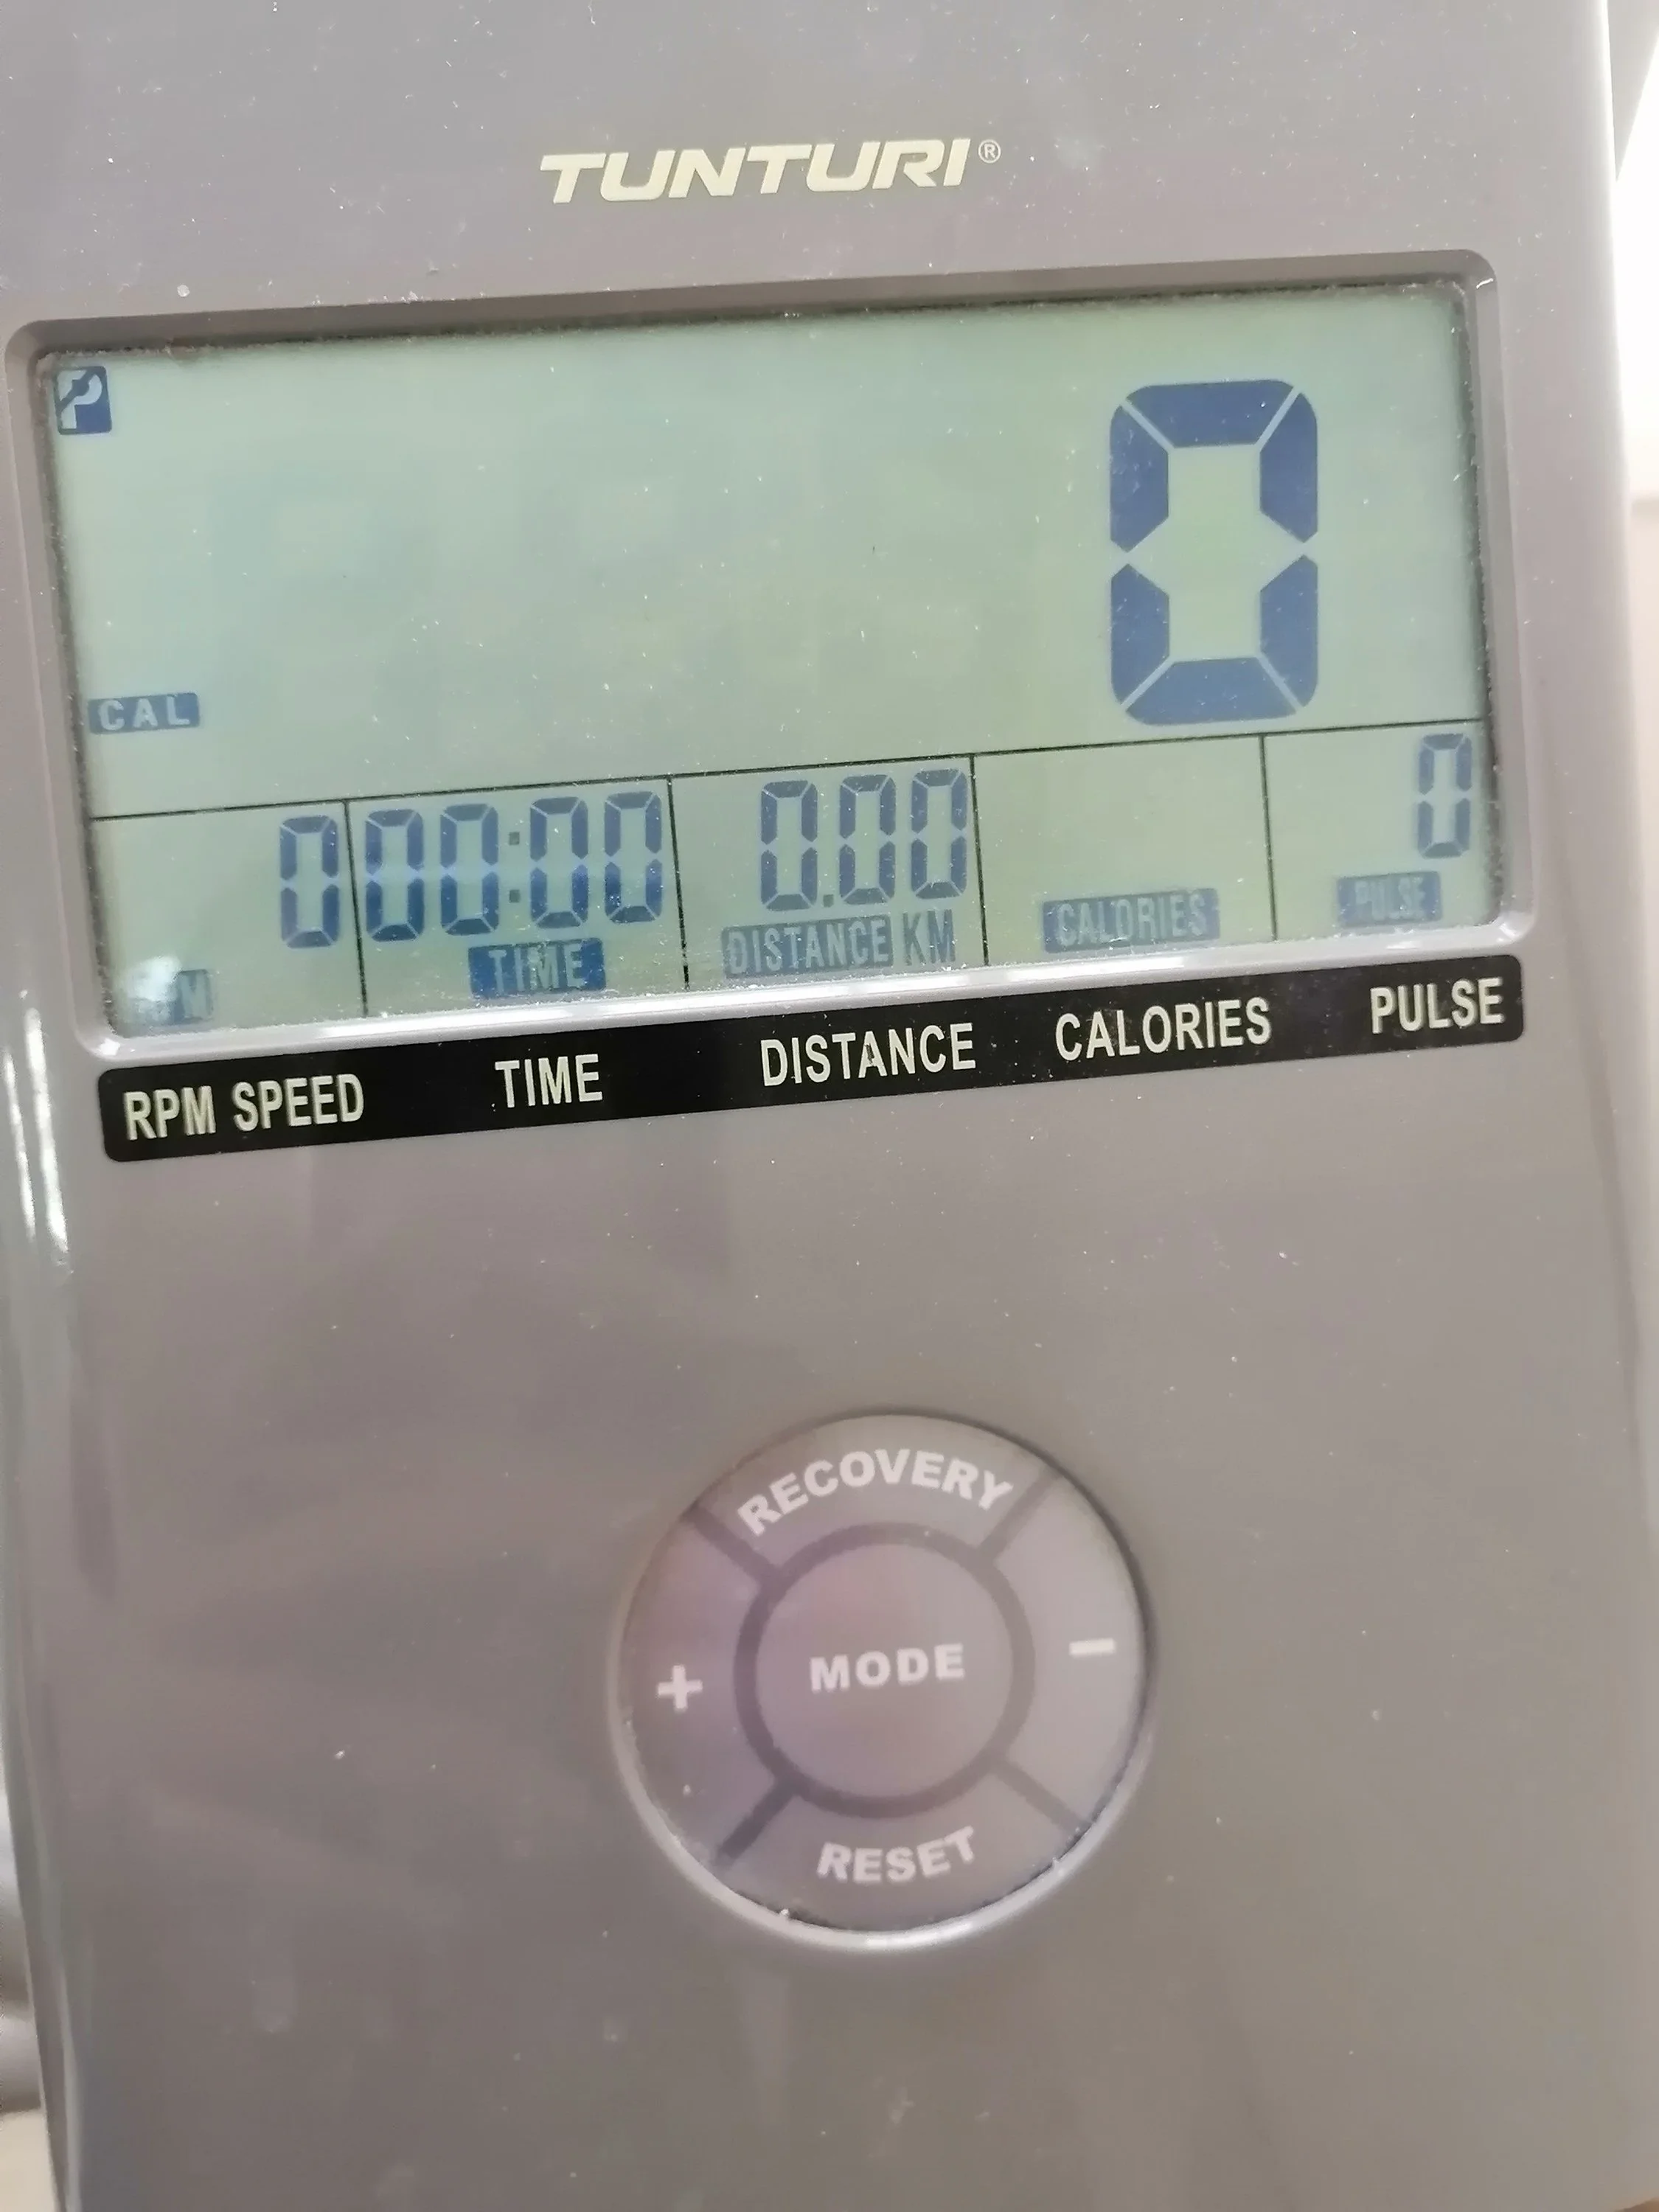 TUNTURI®
P
0
CAL
0 000:00 0.00 0
RPM TIME DISTANCE KM CALORIES PULSE
RPM SPEED TIME DISTANCE CALORIES PULSE
RECOVERY
+ MODE −
RESET